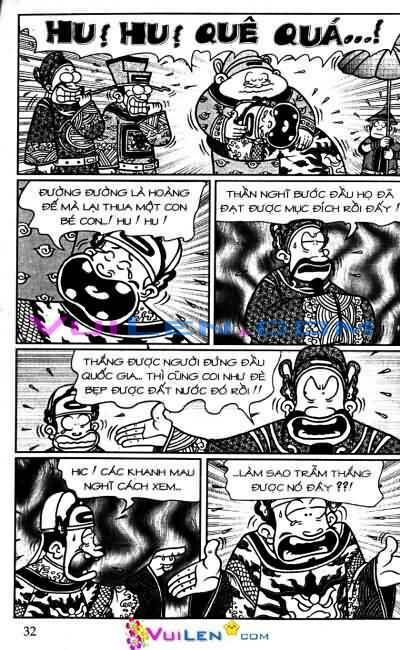 HU! HU! QUÊ QUÁ...!
ĐƯỜNG ĐƯỜNG LÀ HOÀNG
ĐẾ MÀ LẠI THUA MỘT CON
BÉ CON..! HU! HU!
THẦN NGHĨ BƯỚC ĐẦU HỌ ĐÃ
ĐẠT ĐƯỢC MỤC ĐÍCH RỒI ĐẤY!
VUILEN.COM
THẮNG ĐƯỢC NGƯỜI ĐỨNG ĐẦU
QUỐC GIA... THÌ CŨNG COI NHƯ ĐÈ
BẸP ĐƯỢC ĐẤT NƯỚC ĐÓ RỒI!!
HIC! CÁC KHANH MAU
NGHĨ CÁCH XEM...
...LÀM SAO TRẪM THẮNG
ĐƯỢC NÓ ĐÂY??!
32
VUILEN.COM